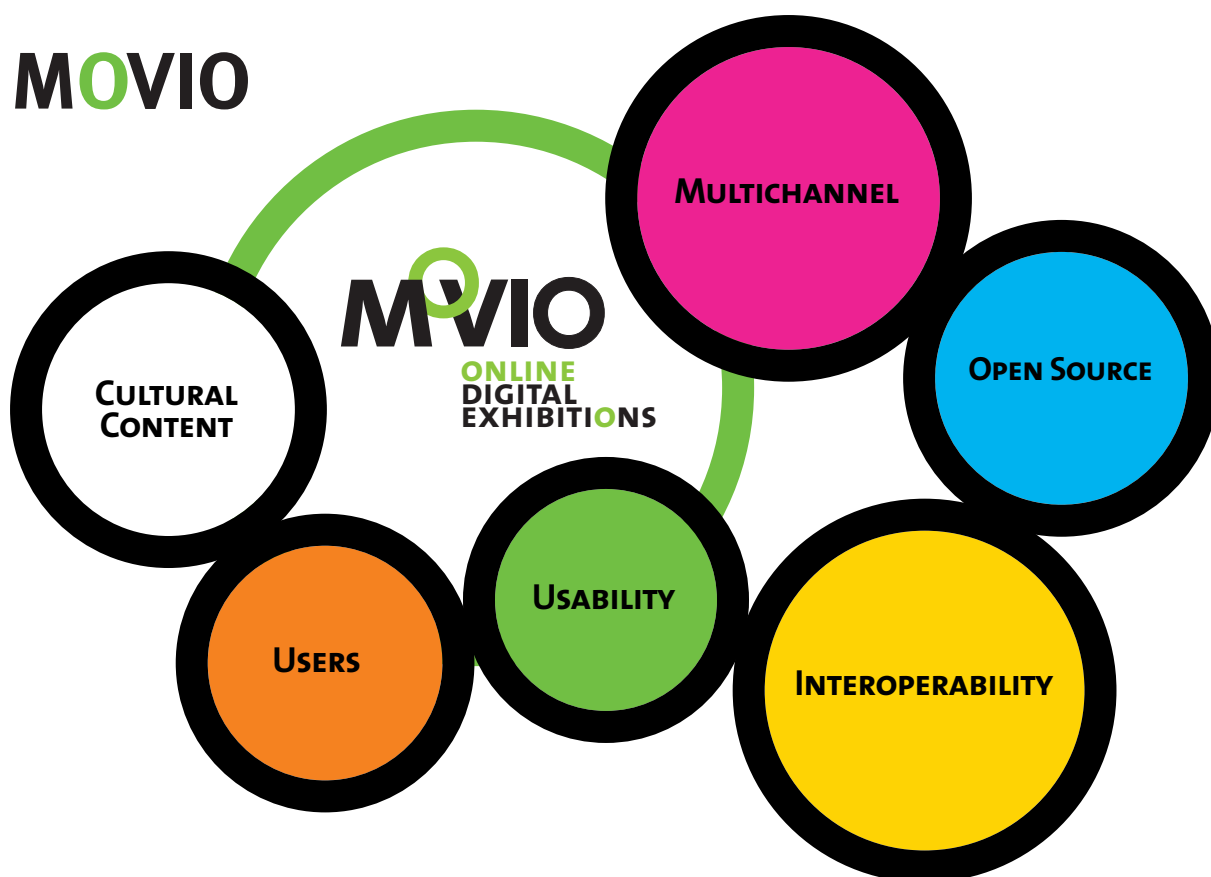 MOVIO
MULTICHANNEL
MOVIO
ONLINE
DIGITAL
EXHIBITIONS
OPEN SOURCE
CULTURAL
CONTENT
USABILITY
USERS
INTEROPERABILITY